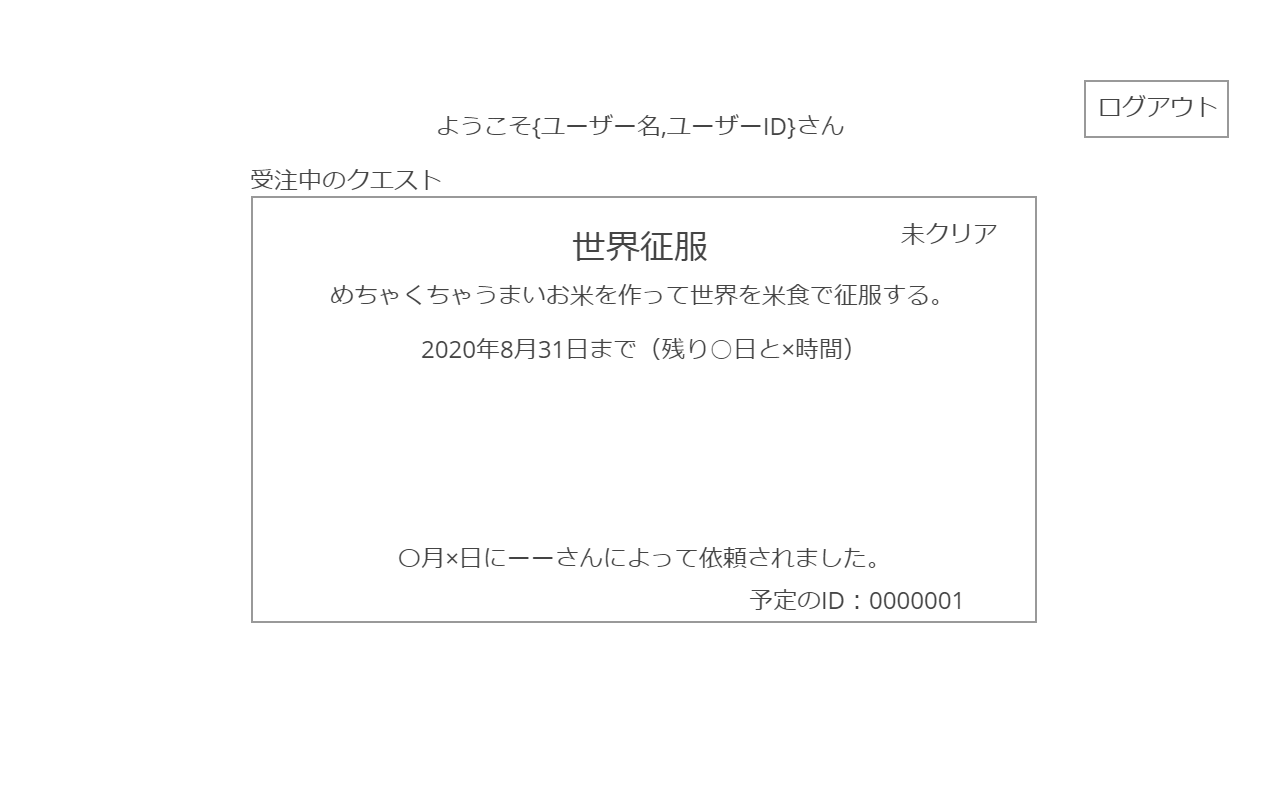 ログアウト
ようこそ{ユーザー名,ユーザーID}さん
受注中のクエスト
世界征服
未クリア
めちゃくちゃうまいお米を作って世界を米食で征服する。
2020年8月31日まで（残り○日と×時間）
〇月×日にーーさんによって依頼されました。
予定のID：0000001